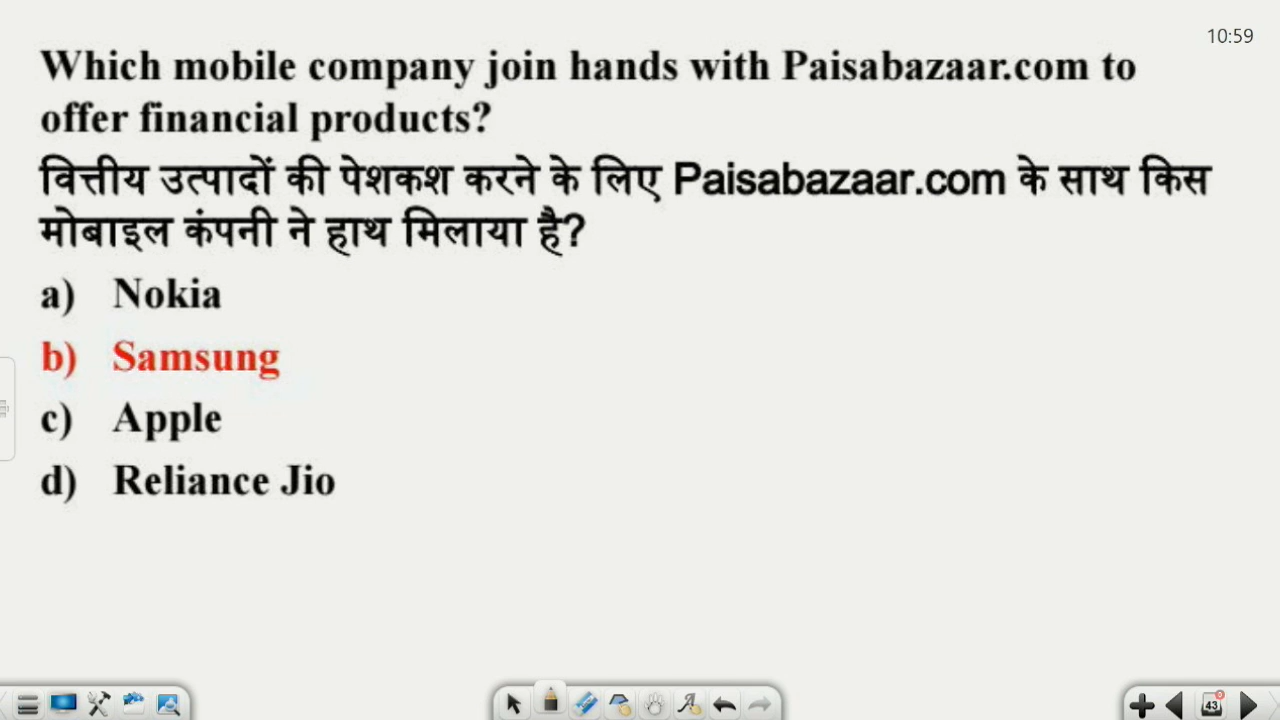 10:59
Which mobile company join hands with Paisabazaar.com to
offer financial products?
वित्तीय उत्पादों की पेशकश करने के लिए Paisabazaar.com के साथ किस
मोबाइल कंपनी ने हाथ मिलाया है?
a) Nokia
b) Samsung
c) Apple
d) Reliance Jio
43